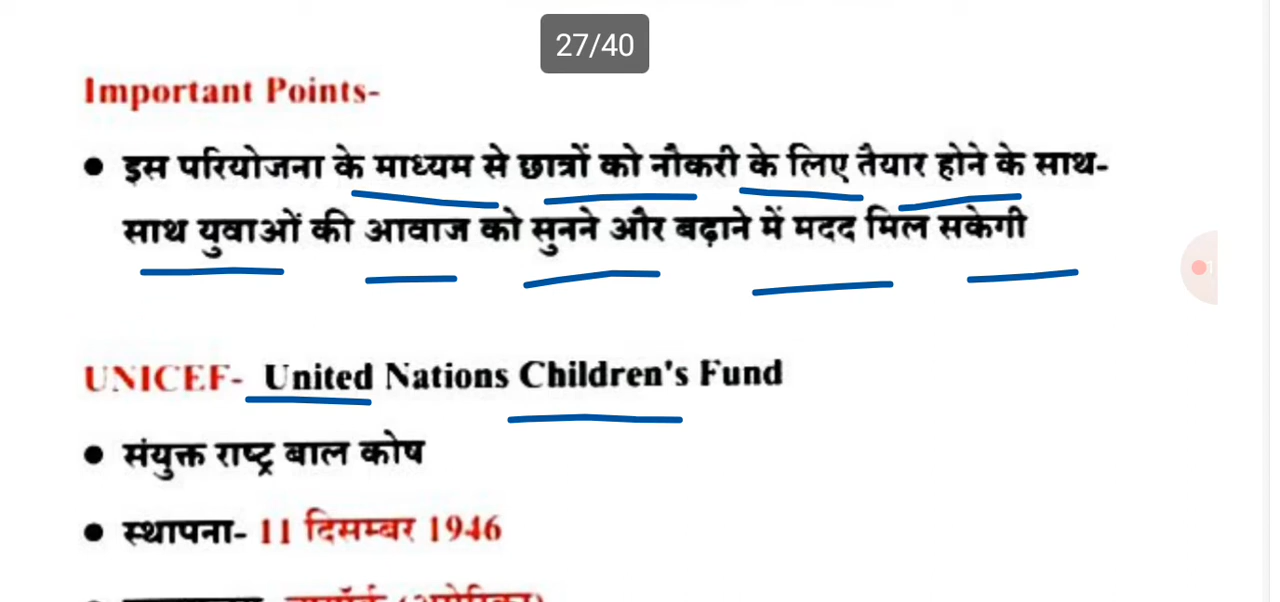 27/40
Important Points-
● इस परियोजना के माध्यम से छात्रों को नौकरी के लिए तैयार होने के साथ-
साथ युवाओं की आवाज को सुनने और बढ़ाने में मदद मिल सकेगी
UNICEF- United Nations Children's Fund
● संयुक्त राष्ट्र बाल कोष
● स्थापना- 11 दिसम्बर 1946